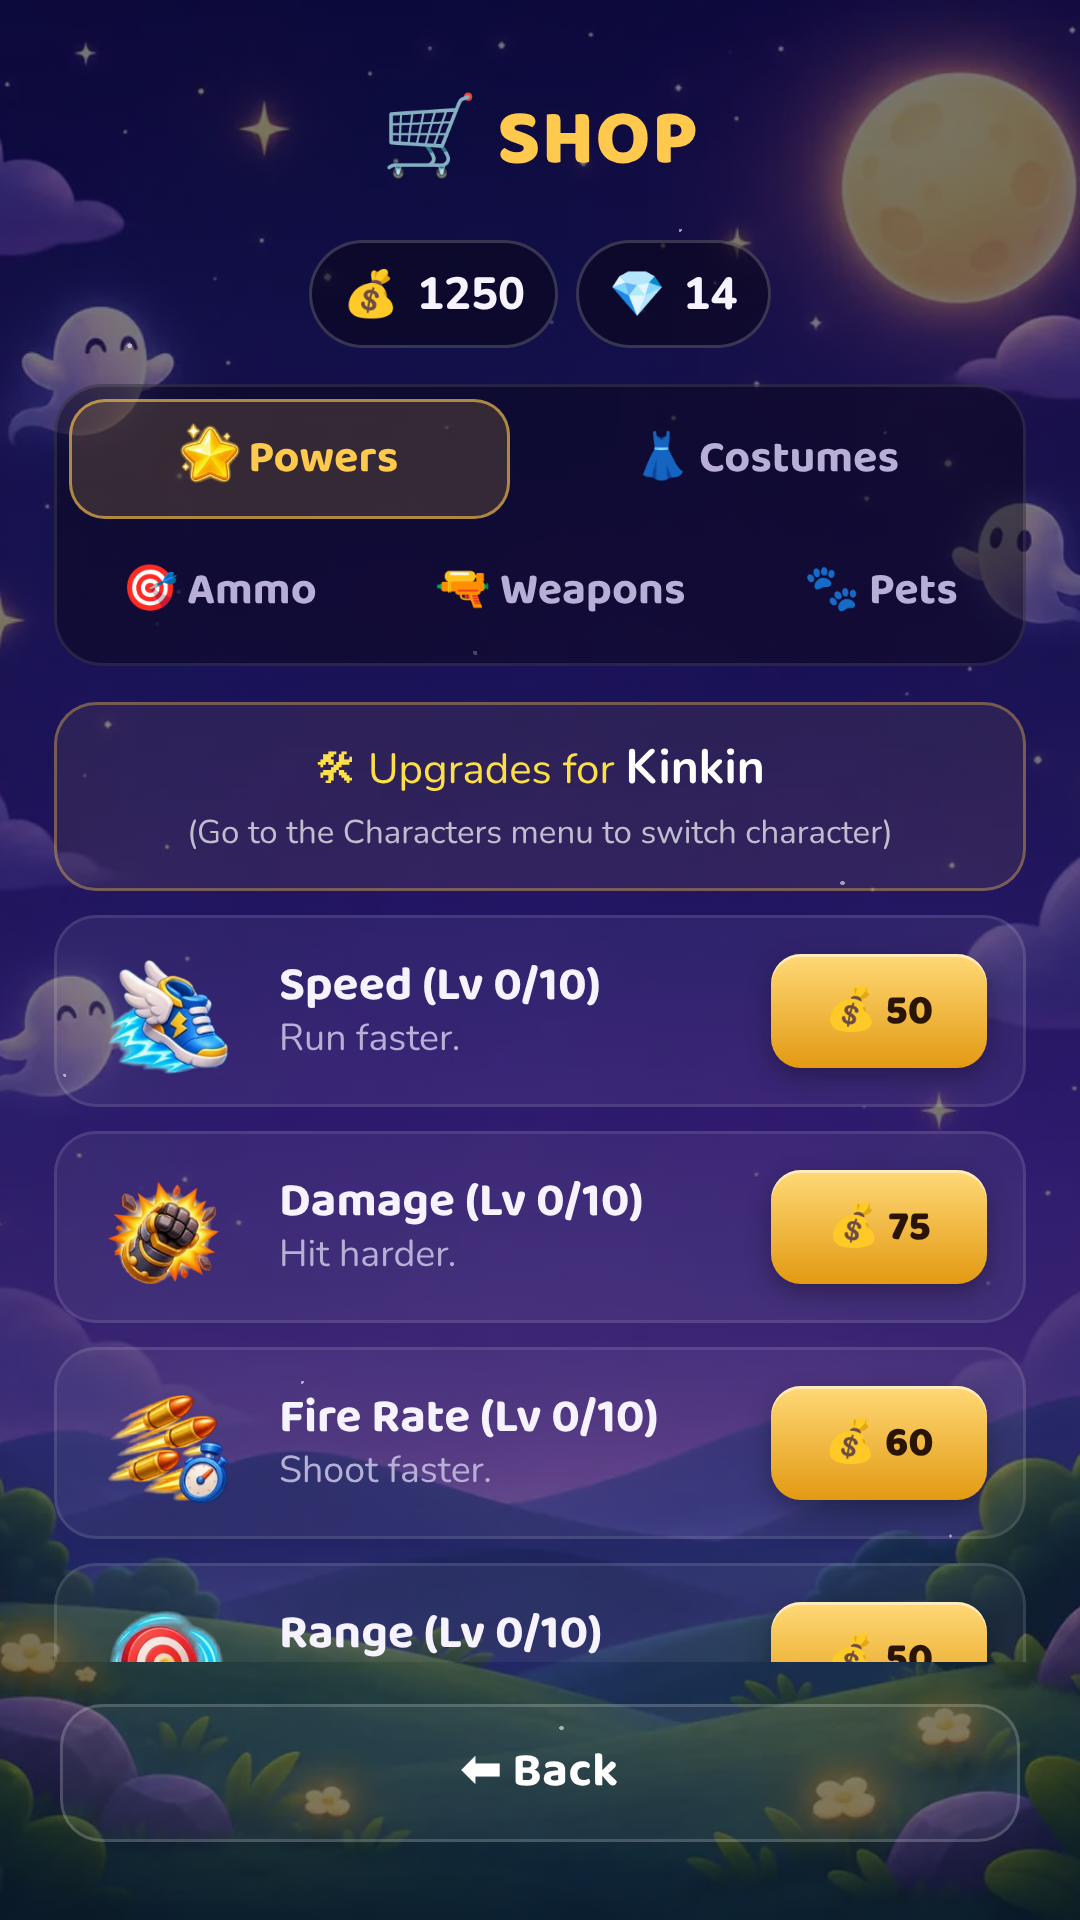 SHOP
1250
14
Powers
Costumes
Ammo
Weapons
Pets
Upgrades for Kinkin
(Go to the Characters menu to switch character)
Speed (Lv 0/10)
Run faster.
50
Damage (Lv 0/10)
Hit harder.
75
Fire Rate (Lv 0/10)
Shoot faster.
60
Range (Lv 0/10)
50
⬅ Back